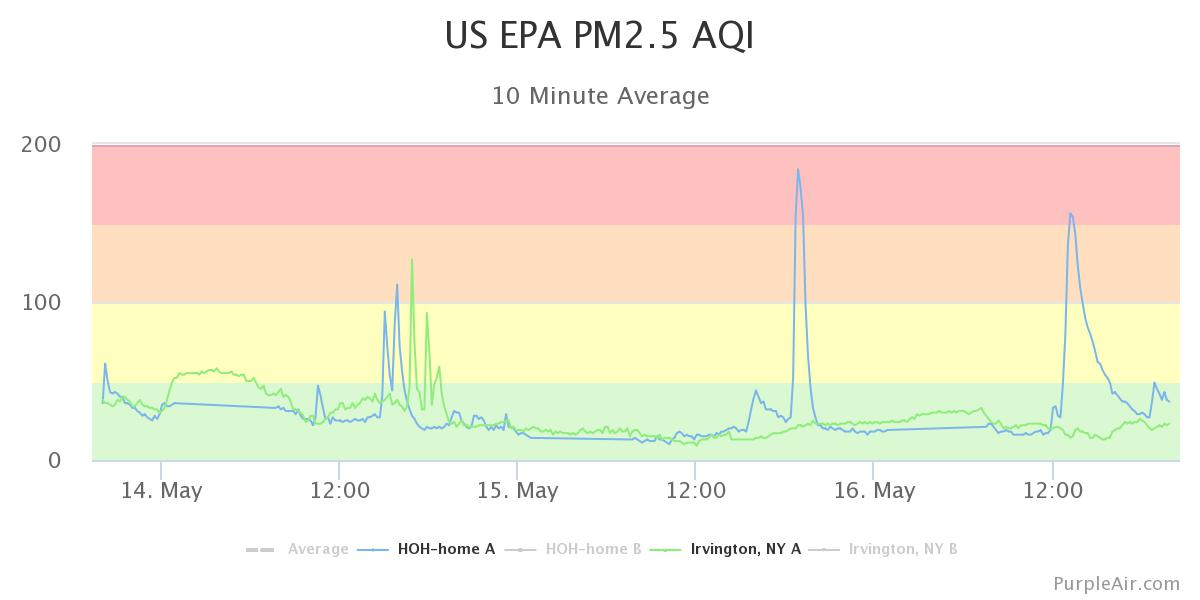 US EPA PM2.5 AQI
10 Minute Average
200
100
0
14. May 12:00 15. May 12:00 16. May 12:00
Average HOH-home A HOH-home B Irvington, NY A Irvington, NY B
PurpleAir.com